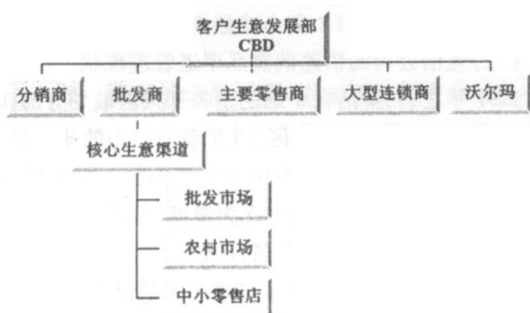 客户生意发展部
CBD
分销商 批发商 主要零售商 大型连锁商 沃尔玛
核心生意渠道
批发市场
农村市场
中小零售店